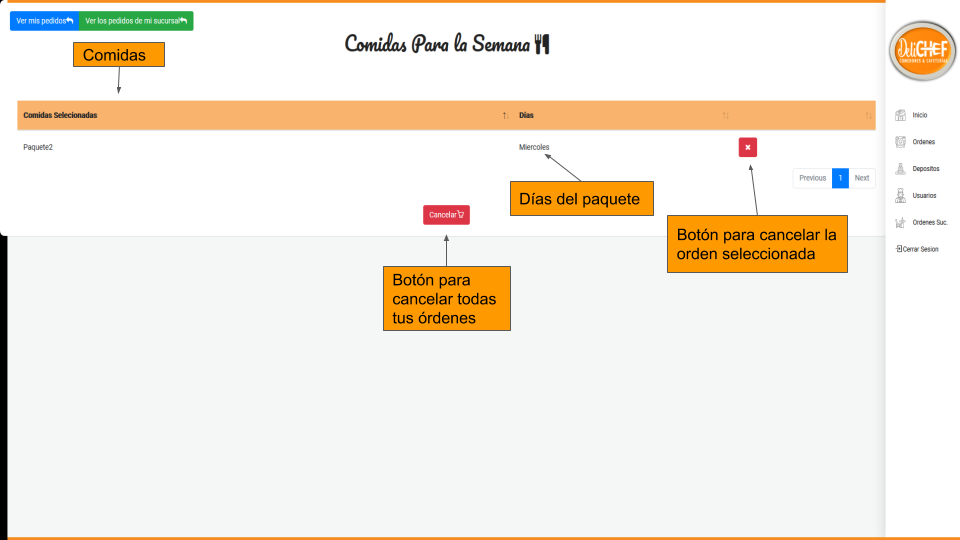 Ver mis pedidos
Ver los pedidos de mi sucursal
Comidas Para la Semana
Comidas
Comidas Selecionadas
Días
Paquete2
Miercoles
Previous 1 Next
Días del paquete
Cancelar
Botón para cancelar la
orden seleccionada
Botón para
cancelar todas
tus órdenes
DeliCHEF
COMEDORES & CAFETERIAS
Inicio
Ordenes
Depositos
Usuarios
Ordenes Suc.
Cerrar Sesion